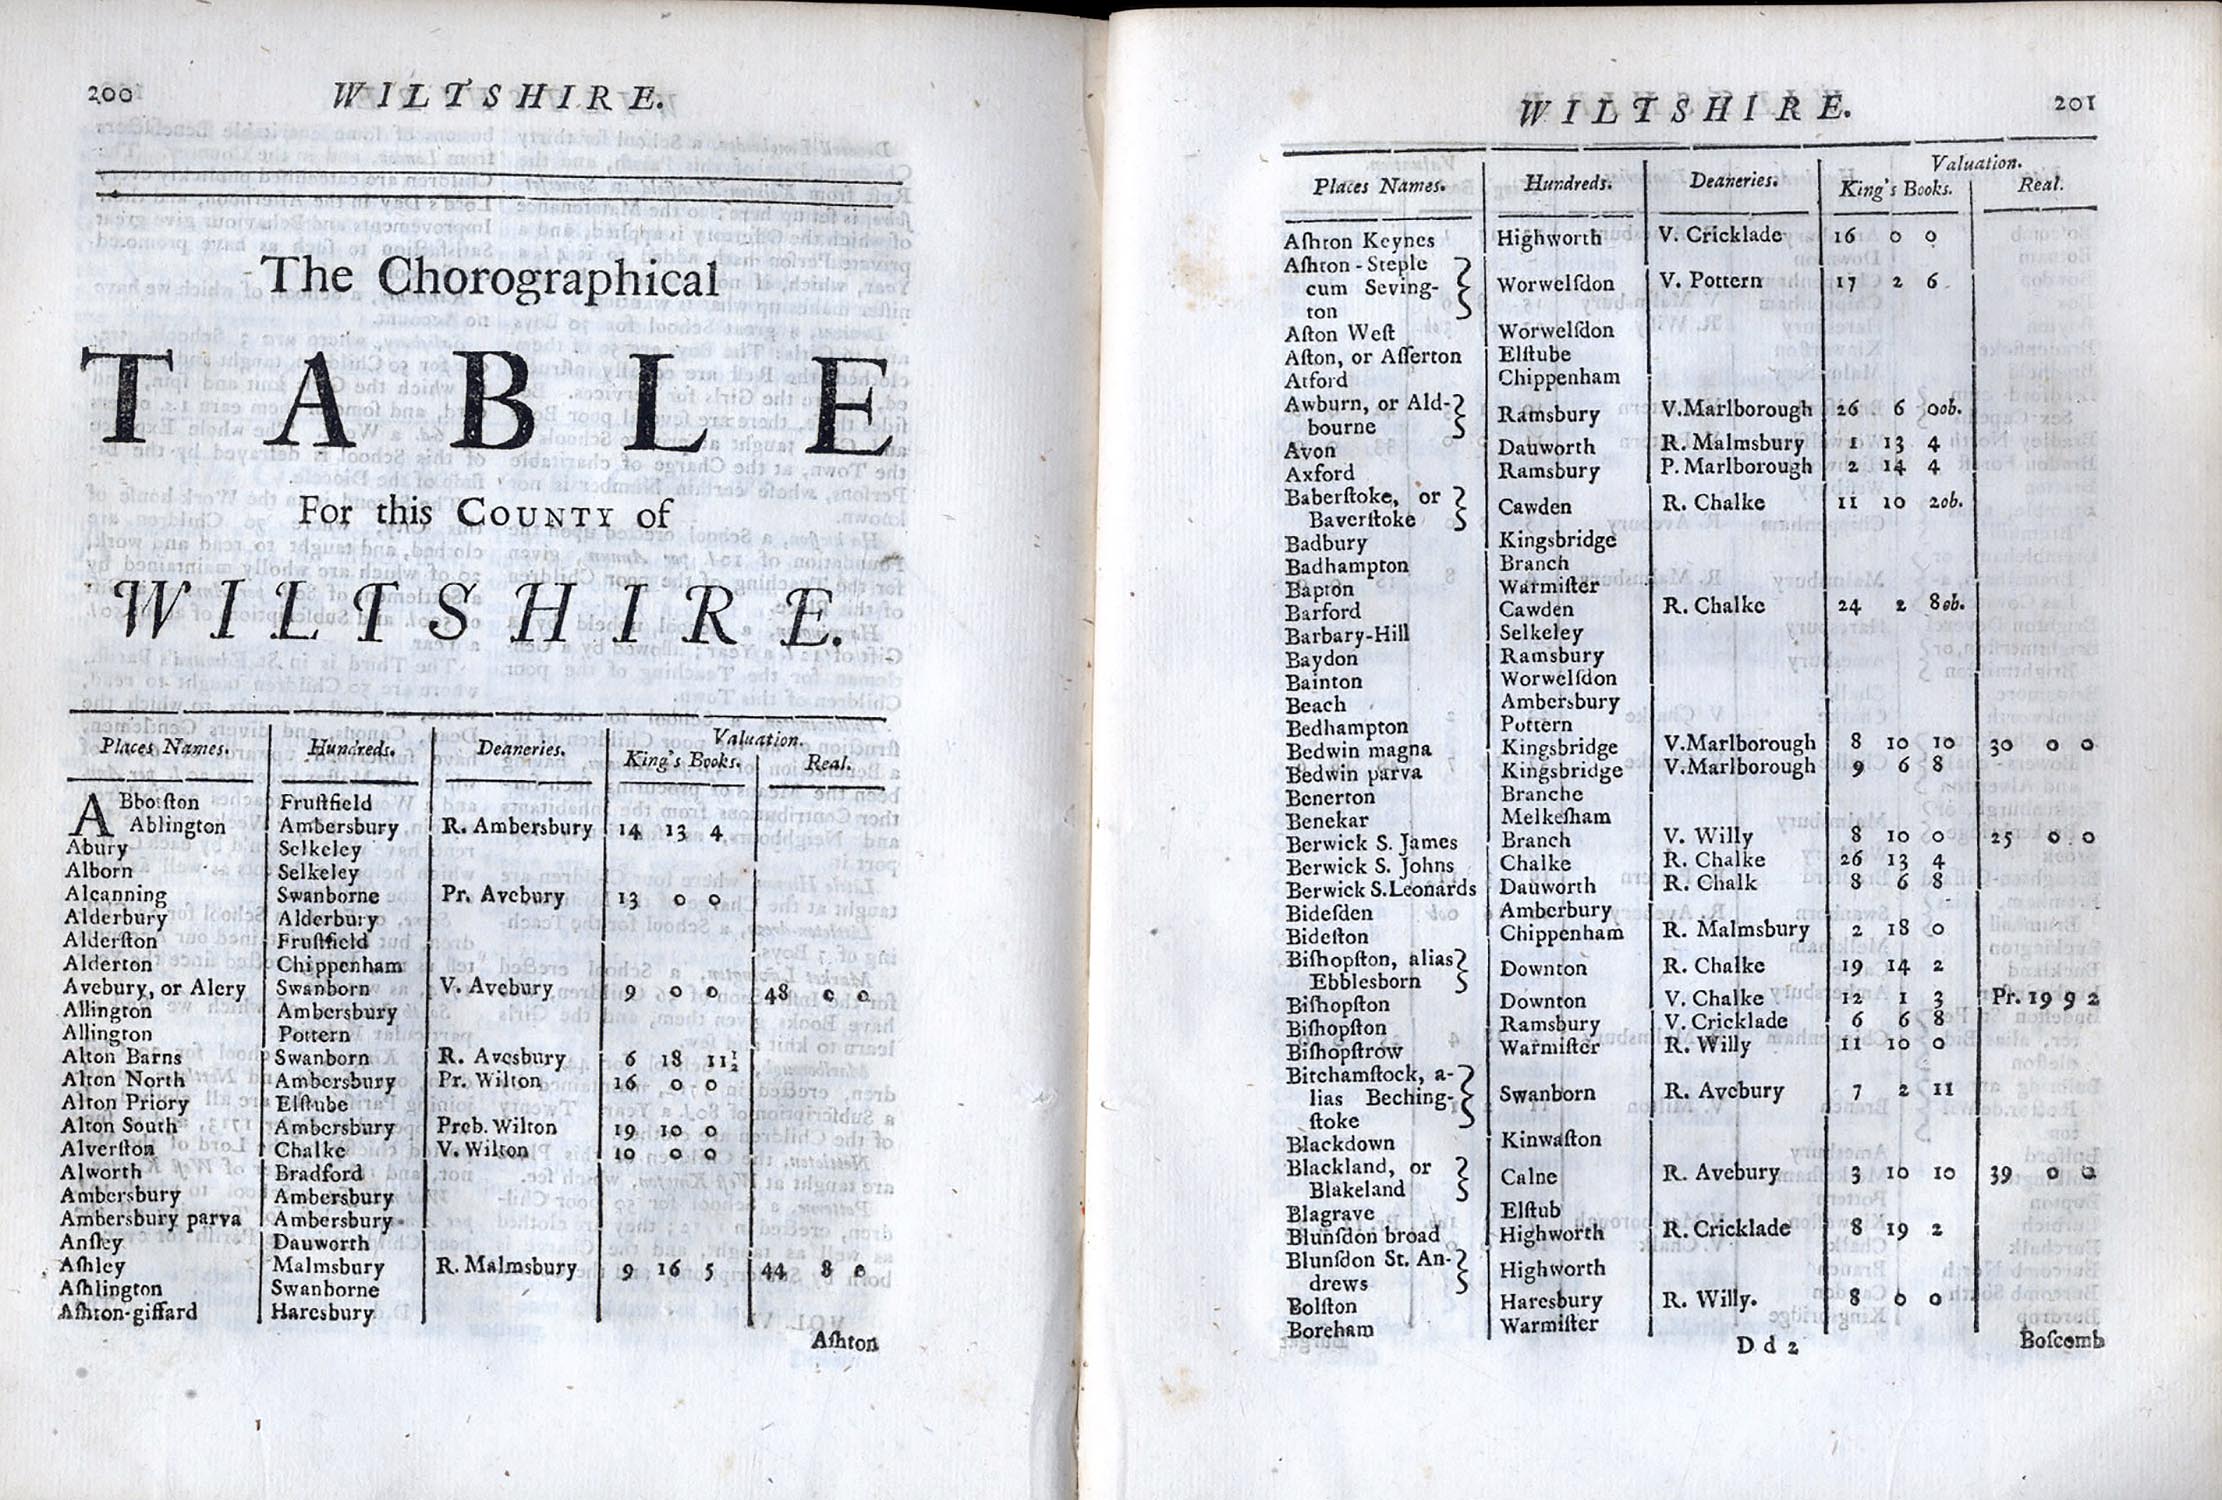 200 WILTSHIRE.
The Chorographical
TABLE
For this COUNTY of
WILTSHIRE.
Places Names. Hundreds. Deaneries. Valuation.
King's Books. Real.
ABbotſton Fruſtfield
Ablington Ambersbury R. Ambersbury 14 13 4
Abury Selkeley
Alborn Selkeley
Alcanning Swanborne Pr. Avebury 13 0 0
Alderbury Alderbury
Alderſton Fruſtfield
Alderton Chippenham
Avebury, or Alery Swanborn V. Avebury 9 0 0 48 0 0
Allington Ambersbury
Allington Pottern
Alton Barns Swanborn R. Avesbury 6 18 11½
Alton North Ambersbury Pr. Wilton 16 0 0
Alton Priory Elſtube
Alton South Ambersbury Preb. Wilton 19 10 0
Alverſton Chalke V. Wilton 10 0 0
Alworth Bradford
Ambersbury Ambersbury
Ambersbury parva Ambersbury
Anſley Dauworth
Aſhley Malmsbury R. Malmsbury 9 16 5 44 8 0
Aſhlington Swanborne
Aſhton-giffard Haresbury
Aſhton
WILTSHIRE. 201
Places Names. Hundreds. Deaneries. Valuation.
King's Books. Real.
Aſhton Keynes Highworth V. Cricklade 16 0 0
Aſhton-Steple
cum Seving- Worwelſdon V. Pottern 17 2 6
ton
Aſton Weſt Worwelſdon
Aſton, or Aſſerton Elſtube
Atford Chippenham
Awburn, or Ald- Ramsbury V.Marlborough 26 6 00b.
bourne
Avon Dauworth R. Malmsbury 1 13 4
Axford Ramsbury P. Marlborough 2 14 4
Baberſtoke, or Cawden R. Chalke 11 10 2ob.
Baverſtoke
Badbury Kingsbridge
Badhampton Branch
Bapton Warmiſter
Barford Cawden R. Chalke 24 2 8ob.
Barbary-Hill Selkeley
Baydon Ramsbury
Bainton Worwelſdon
Beach Ambersbury
Bedhampton Pottern
Bedwin magna Kingsbridge V.Marlborough 8 10 10 30 0 0
Bedwin parva Kingsbridge V.Marlborough 9 6 8
Benerton Branche
Benekar Melkeſham
Berwick S. James Branch V. Willy 8 10 0 25 0 0
Berwick S. Johns Chalke R. Chalke 26 13 4
Berwick S.Leonards Dauworth R. Chalk 8 6 8
Bideſden Amberbury
Bideſton Chippenham R. Malmsbury 2 18 0
Biſhopſton, alias Downton R. Chalke 19 14 2
Ebblesborn
Biſhopſton Downton V. Chalke 12 1 3 Pr. 19 9 2
Biſhopſton Ramsbury V. Cricklade 6 6 8
Biſhopſtrow Warmiſter R. Willy 11 10 0
Bitchamſtock, a-
lias Beching- Swanborn R. Avebury 7 2 11
ſtoke
Blackdown Kinwaſton
Blackland, or Calne R. Avebury 3 10 10 39 0 0
Blakeland
Blagrave Elſtub
Blunſdon broad Highworth R. Cricklade 8 19 2
Blunſdon St. An- Highworth
drews
Bolſton Haresbury R. Willy. 8 0 0
Boreham Warmiſter
D d 2 Boſcomb